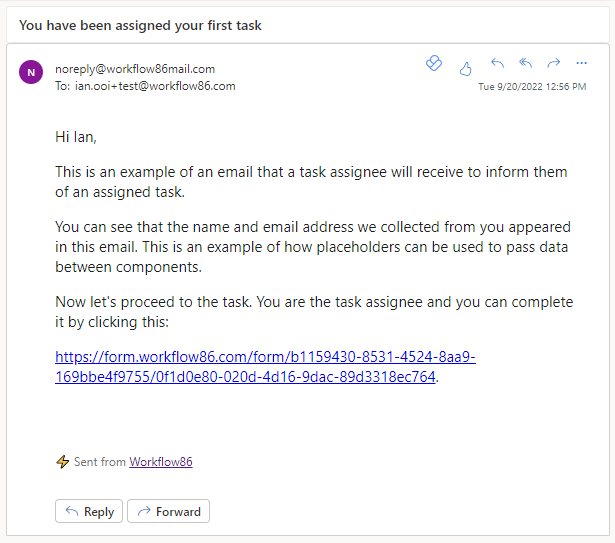 You have been assigned your first task
N
noreply@workflow86mail.com
To: ian.ooi+test@workflow86.com
Tue 9/20/2022 12:56 PM
Hi Ian,
This is an example of an email that a task assignee will receive to inform them
of an assigned task.
You can see that the name and email address we collected from you appeared
in this email. This is an example of how placeholders can be used to pass data
between components.
Now let's proceed to the task. You are the task assignee and you can complete
it by clicking this:
https://form.workflow86.com/form/b1159430-8531-4524-8aa9-
169bbe4f9755/0f1d0e80-020d-4d16-9dac-89d3318ec764.
Sent from Workflow86
Reply
Forward